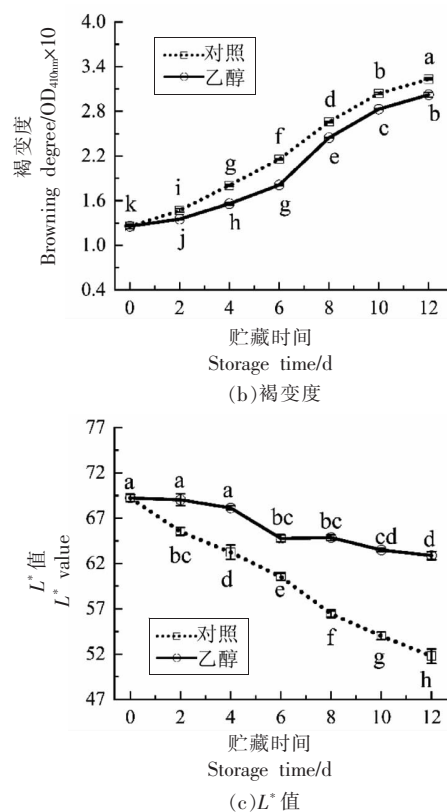 4.0
3.4
2.8
2.2
1.6
1.0
0.4
褐变度
Browning degree/OD410nm×10
对照
乙醇
k
i
g
f
d
b
a
j
h
g
e
c
b
0 2 4 6 8 10 12
贮藏时间
Storage time/d
(b)褐变度
77
72
67
62
57
52
47
L*值
L* value
a
a
a
bc
bc
cd
b
bc
d
e
f
g
h
对照
乙醇
0 2 4 6 8 10 12
贮藏时间
Storage time/d
(c)L*值